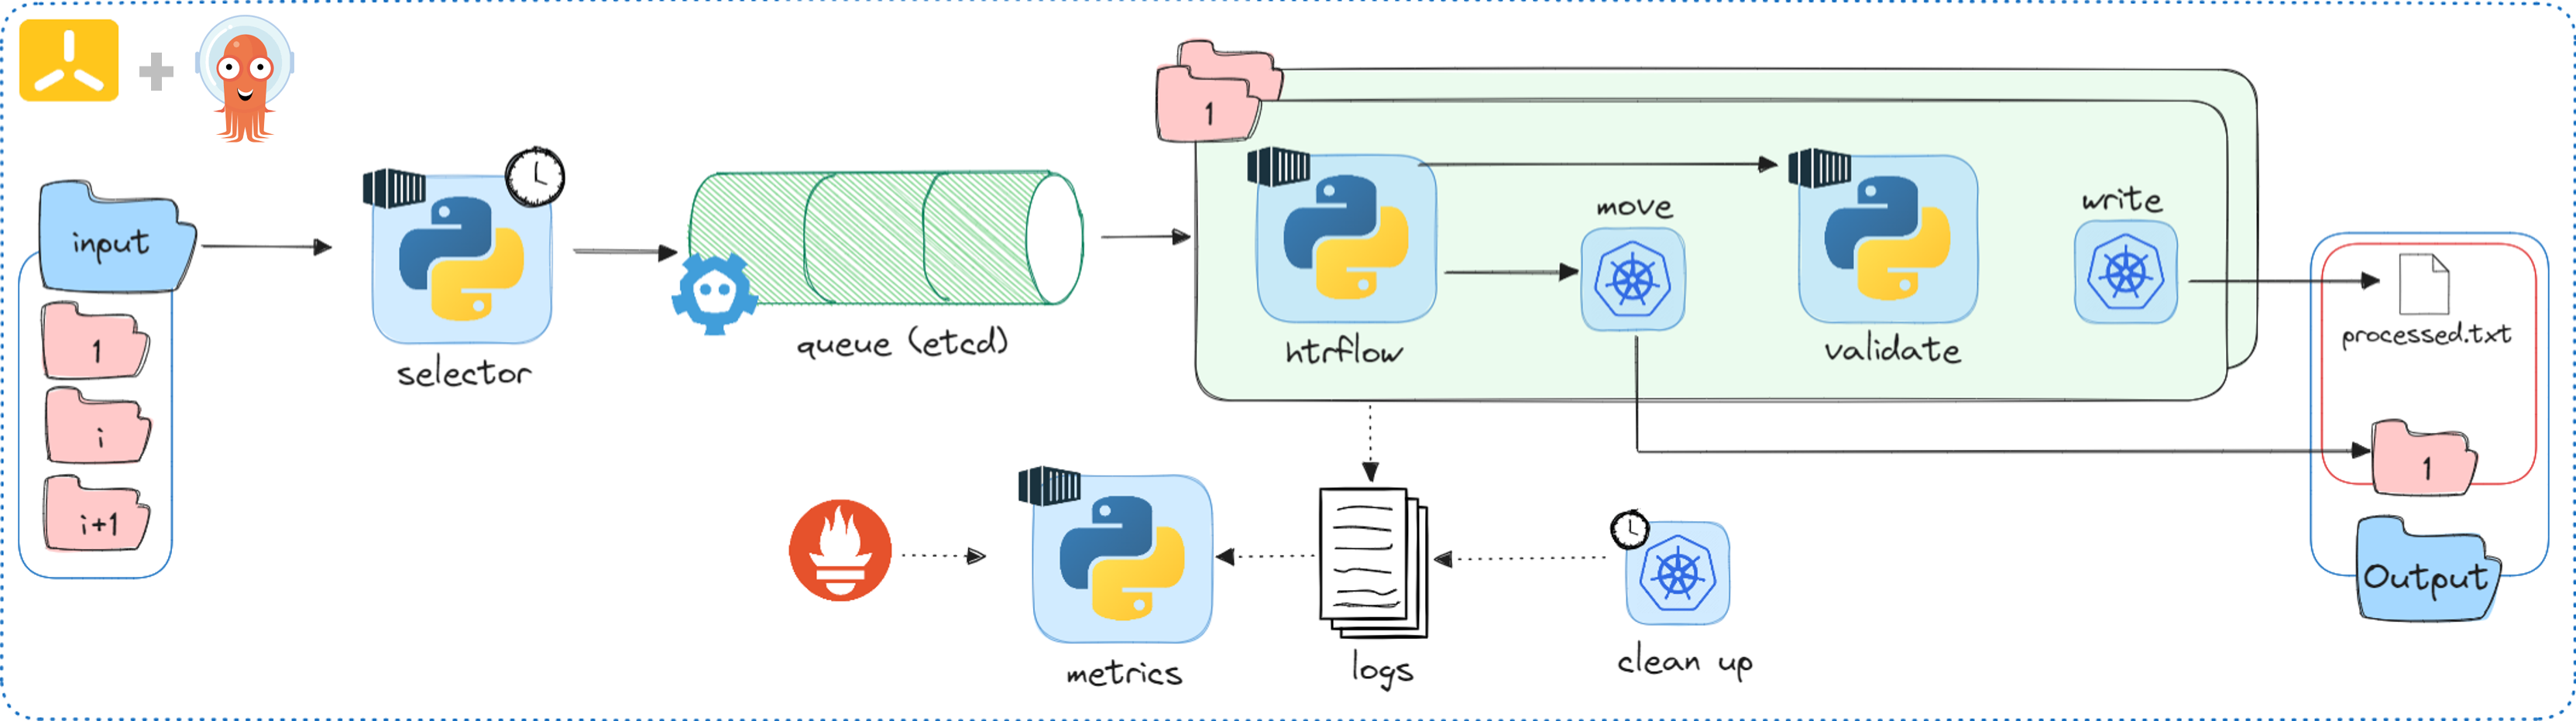 input
1
i
i+1
selector
queue (etcd)
1
htrflow
move
validate
write
processed.txt
1
Output
metrics
logs
clean up